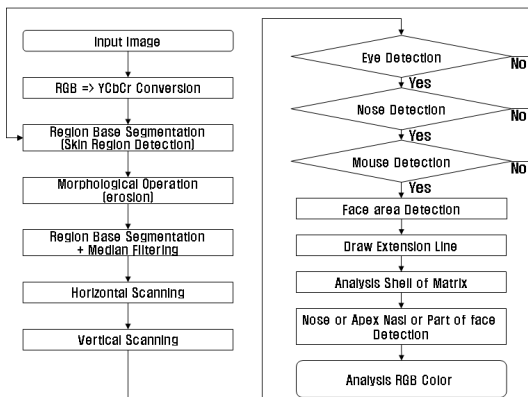 Input Image
RGB => YCbCr Conversion
Region Base Segmentation
(Skin Region Detection)
Morphological Operation
(erosion)
Region Base Segmentation
+ Median Filtering
Horizontal Scanning
Vertical Scanning
Eye Detection
No
Yes
Nose Detection
No
Yes
Mouse Detection
No
Yes
Face area Detection
Draw Extension Line
Analysis Shell of Matrix
Nose or Apex Nasi or Part of face
Detection
Analysis RGB Color